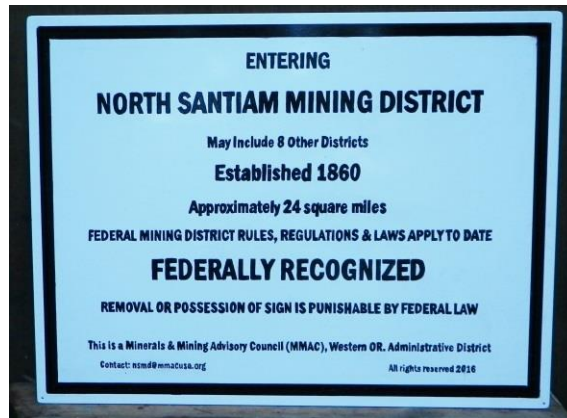 ENTERING
NORTH SANTIAM MINING DISTRICT
May Include 8 Other Districts
Established 1860
Approximately 24 square miles
FEDERAL MINING DISTRICT RULES, REGULATIONS & LAWS APPLY TO DATE
FEDERALLY RECOGNIZED
REMOVAL OR POSSESSION OF SIGN IS PUNISHABLE BY FEDERAL LAW
This is a Minerals & Mining Advisory Council (MMAC), Western OR. Administrative District
Contact: nsmd@mmacusa.org All rights reserved 2016